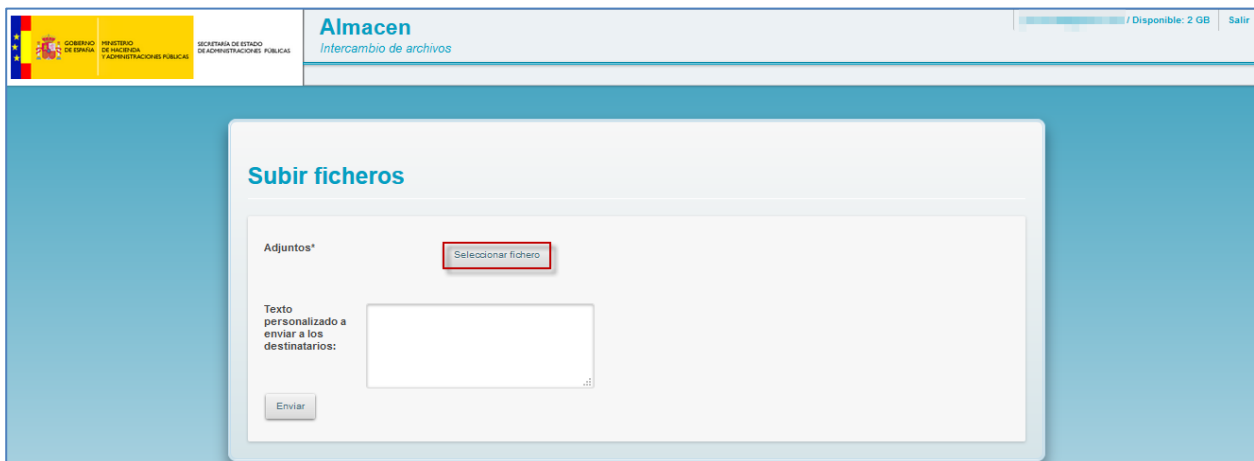 GOBIERNO DE ESPAÑA
MINISTERIO DE HACIENDA Y ADMINISTRACIONES PÚBLICAS
SECRETARÍA DE ESTADO DE ADMINISTRACIONES PÚBLICAS
Almacen
Intercambio de archivos
/ Disponible: 2 GB
Salir
Subir ficheros
Adjuntos*
Seleccionar fichero
Texto
personalizado a
enviar a los
destinatarios:
Enviar